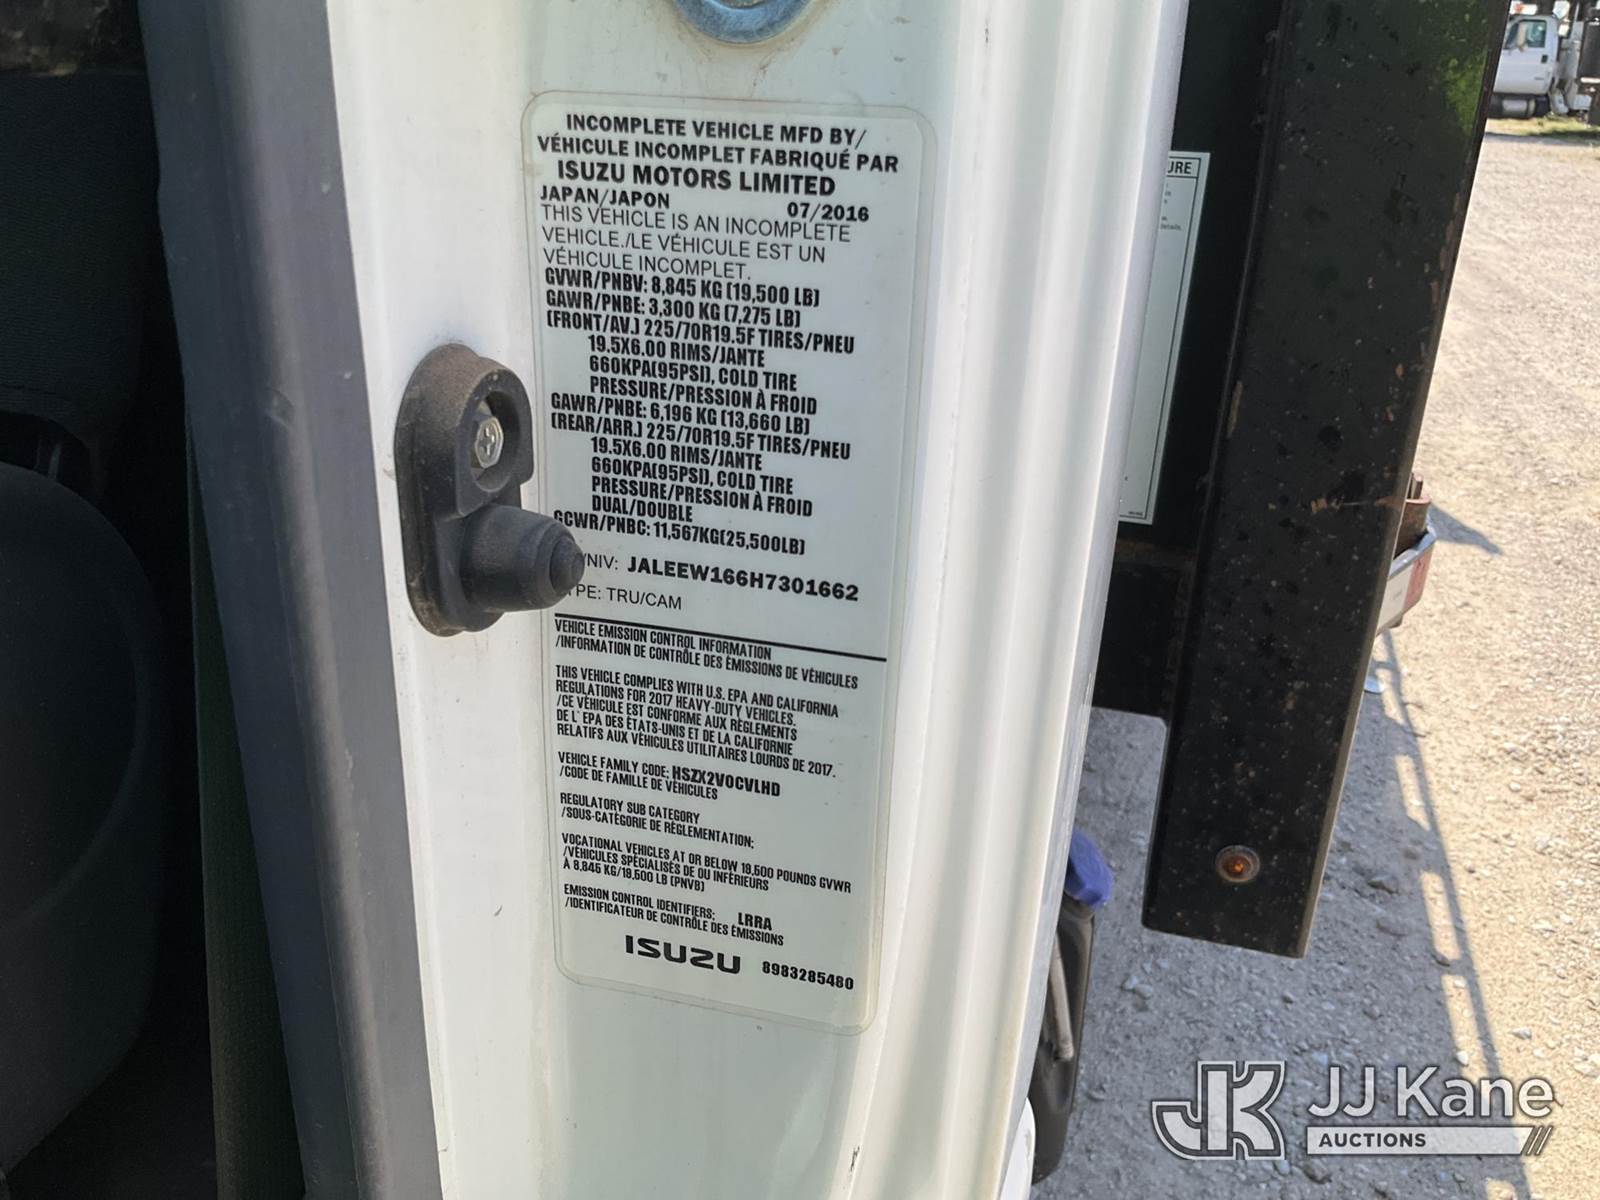 INCOMPLETE VEHICLE MFD BY/
VÉHICULE INCOMPLET FABRIQUÉ PAR
ISUZU MOTORS LIMITED
JAPAN/JAPON 07/2016
THIS VEHICLE IS AN INCOMPLETE
VEHICLE./LE VÉHICULE EST UN
VÉHICULE INCOMPLET.
GVWR/PNBV: 8,845 KG (19,500 LB)
GAWR/PNBE: 3,300 KG (7,275 LB)
(FRONT/AV.) 225/70R19.5F TIRES/PNEU
19.5X6.00 RIMS/JANTE
660KPA(95PSI), COLD TIRE
PRESSURE/PRESSION À FROID
GAWR/PNBE: 6,196 KG (13,660 LB)
(REAR/ARR.) 225/70R19.5F TIRES/PNEU
19.5X6.00 RIMS/JANTE
660KPA(95PSI), COLD TIRE
PRESSURE/PRESSION À FROID
DUAL/DOUBLE
GCWR/PNBC: 11,567KG(25,500LB)
/NIV: JALEEW166H7301662
PE: TRU/CAM
VEHICLE EMISSION CONTROL INFORMATION
/INFORMATION DE CONTRÔLE DES ÉMISSIONS DE VÉHICULES
THIS VEHICLE COMPLIES WITH U.S. EPA AND CALIFORNIA
REGULATIONS FOR 2017 HEAVY-DUTY VEHICLES.
/CE VÉHICULE EST CONFORME AUX RÈGLEMENTS
DE L' EPA DES ÉTATS-UNIS ET DE LA CALIFORNIE
RELATIFS AUX VÉHICULES UTILITAIRES LOURDS DE 2017.
VEHICLE FAMILY CODE: HSZX2VOCVLHD
/CODE DE FAMILLE DE VÉHICULES
REGULATORY SUB CATEGORY
/SOUS-CATÉGORIE DE RÈGLEMENTATION:
VOCATIONAL VEHICLES AT OR BELOW 19,500 POUNDS GVWR
/VÉHICULES SPÉCIALISÉS DE OU INFÉRIEURS
À 8,845 KG/19,500 LB (PNVB)
EMISSION CONTROL IDENTIFIERS: LRRA
/IDENTIFICATEUR DE CONTRÔLE DES ÉMISSIONS
ISUZU 8983285480
URE
details.
JK JJ Kane
AUCTIONS